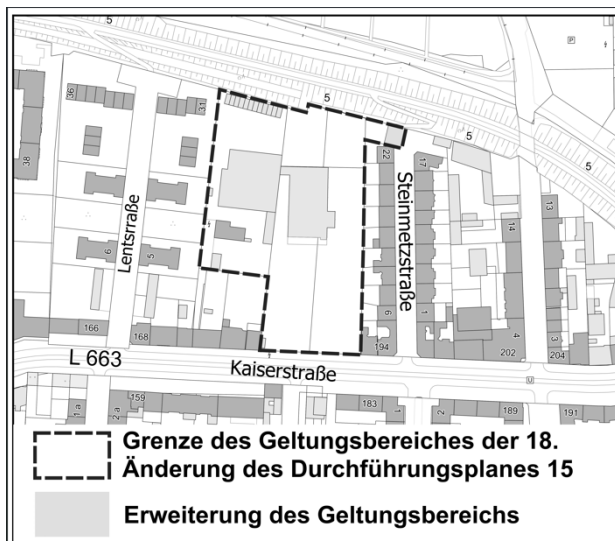 5
P
36
31
5
5
5
38
22
17
13
Lentsrraße
Steinmetzstraße
14
6
5
6
1
4
3
166
168
194
202
204
L 663
Kaiserstraße
U
1 a
2 a
159
183
1
2
189
191
Grenze des Geltungsbereiches der 18.
Änderung des Durchführungsplanes 15
Erweiterung des Geltungsbereichs